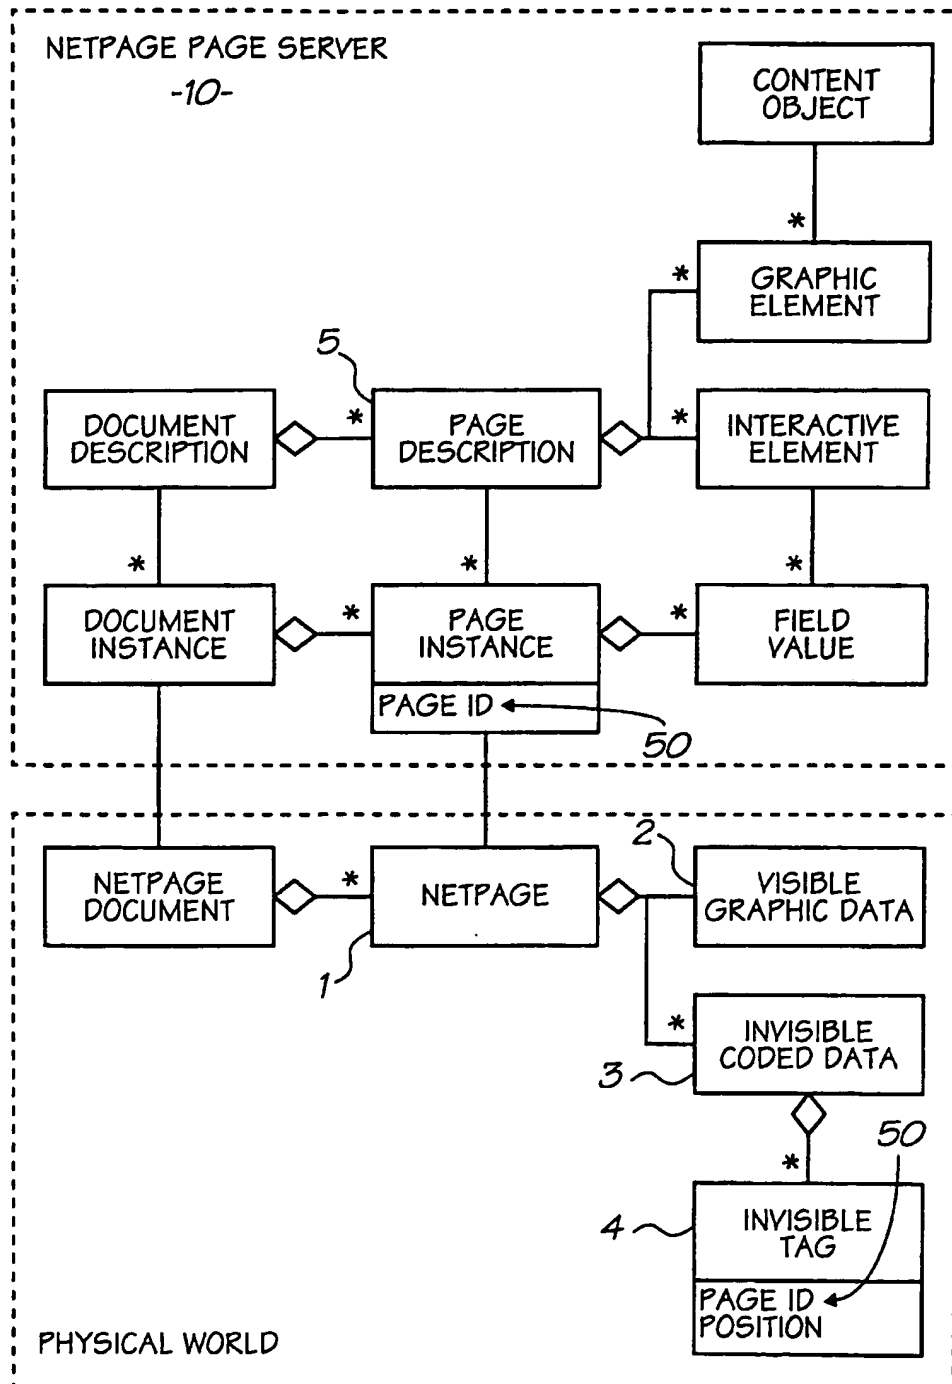 NETPAGE PAGE SERVER
-10-
CONTENT
OBJECT
*
*
GRAPHIC
ELEMENT
5
DOCUMENT
DESCRIPTION
*
PAGE
DESCRIPTION
*
INTERACTIVE
ELEMENT
*
*
*
DOCUMENT
INSTANCE
*
PAGE
INSTANCE
*
FIELD
VALUE
PAGE ID
50
2
NETPAGE
DOCUMENT
*
NETPAGE
VISIBLE
GRAPHIC DATA
1
*
INVISIBLE
CODED DATA
3
50
*
4
INVISIBLE
TAG
PAGE ID
POSITION
PHYSICAL WORLD